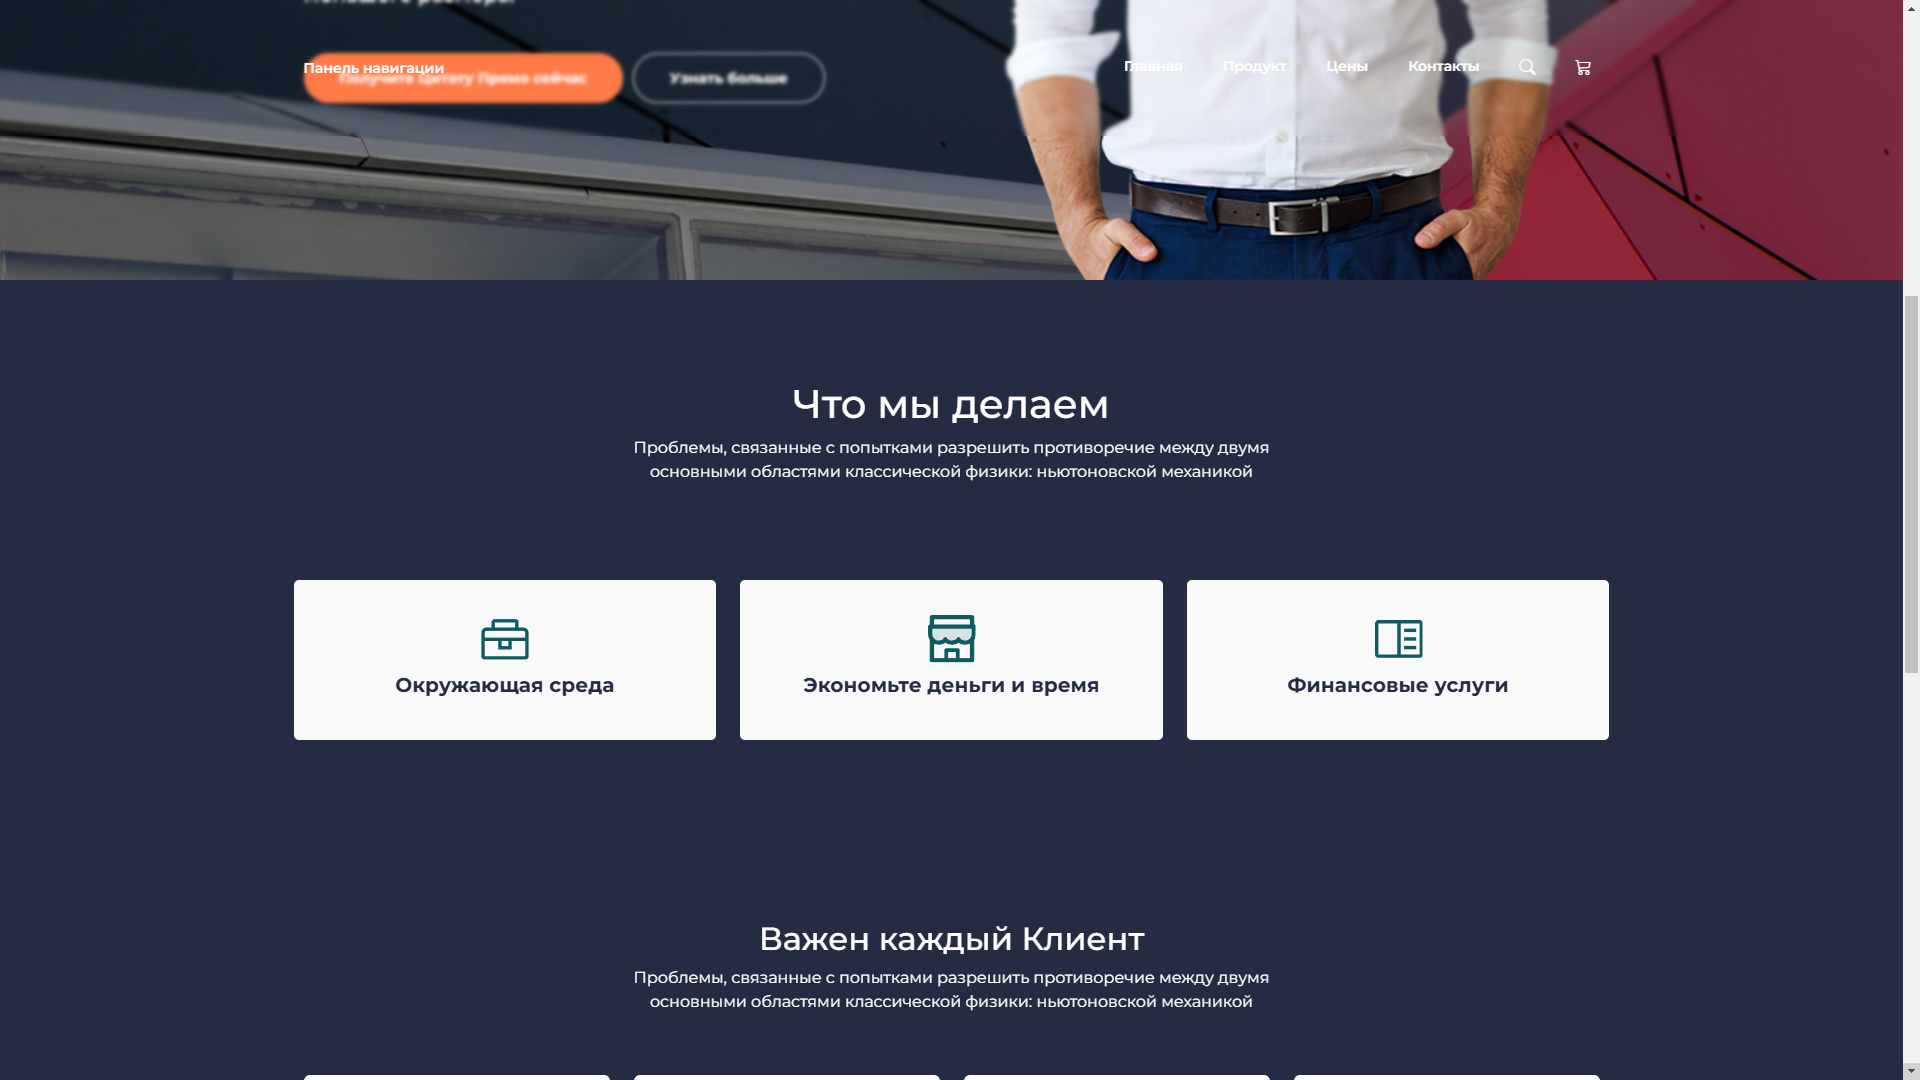 Панель навигации
Главная
Продукт
Цены
Контакты
Получите Цитату Прямо сейчас
Узнать больше
Что мы делаем
Проблемы, связанные с попытками разрешить противоречие между двумя
основными областями классической физики: ньютоновской механикой
Окружающая среда
Экономьте деньги и время
Финансовые услуги
Важен каждый Клиент
Проблемы, связанные с попытками разрешить противоречие между двумя
основными областями классической физики: ньютоновской механикой